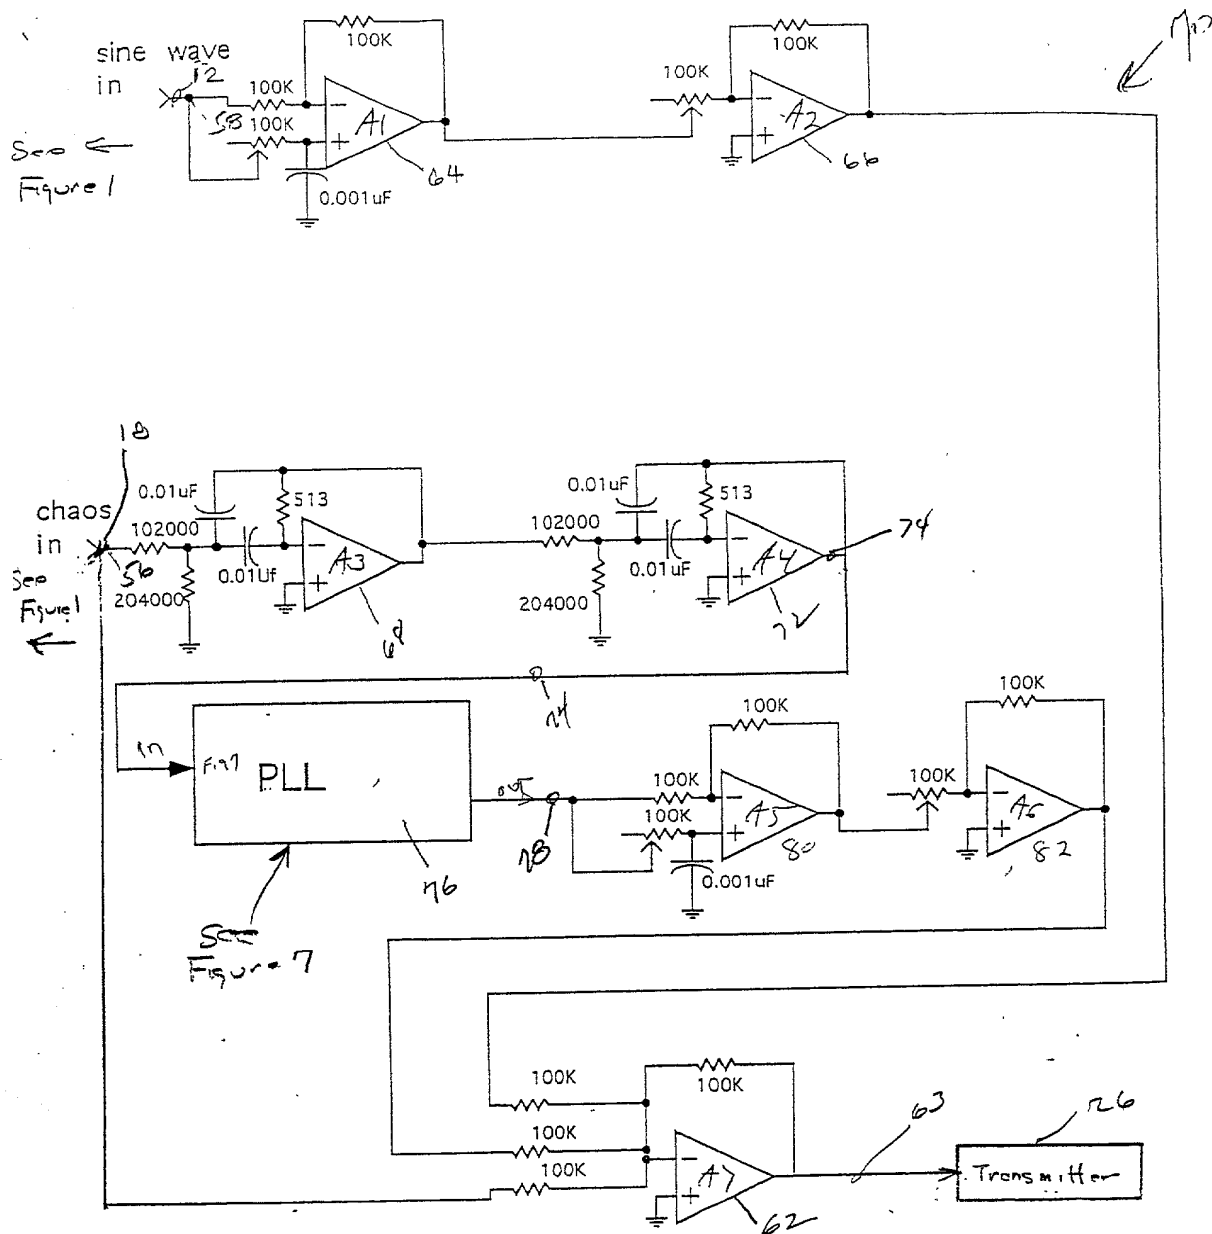 100K
100K
sine wave
in
12
100K
100K
58
100K
A1
A2
64
66
See
Figure 1
0.001uF
18
0.01uF
513
0.01uF
513
chaos
in
102000
102000
74
56
0.01Uf
A3
0.01uF
A4
See
Figure 1
204000
204000
68
72
74
100K
100K
in
Fig 7
PLL
out
100K
100K
100K
A5
A6
78
80
82
76
0.001uF
See
Figure 7
100K
100K
63
26
100K
100K
A7
Transmitter
62